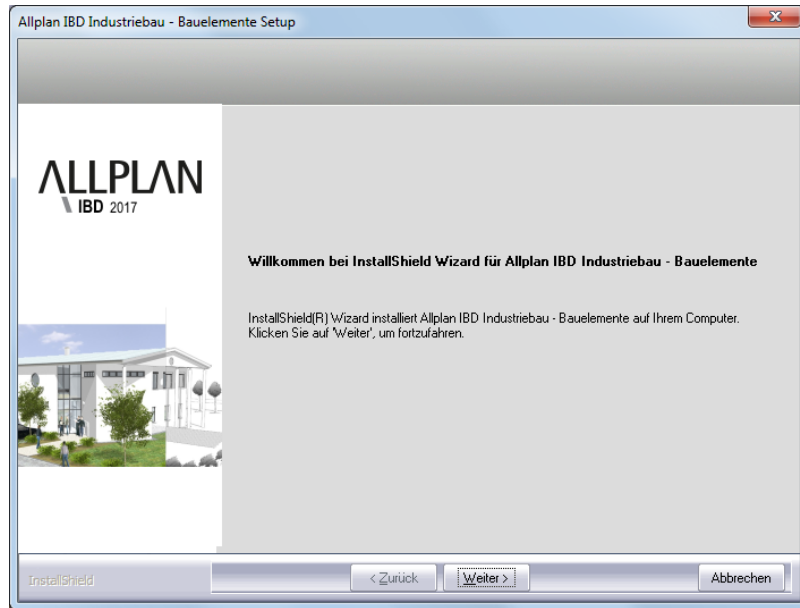 Allplan IBD Industriebau - Bauelemente Setup
ALLPLAN
IBD 2017
Willkommen bei InstallShield Wizard für Allplan IBD Industriebau - Bauelemente
InstallShield(R) Wizard installiert Allplan IBD Industriebau - Bauelemente auf Ihrem Computer.
Klicken Sie auf 'Weiter', um fortzufahren.
InstallShield
< Zurück
Weiter >
Abbrechen